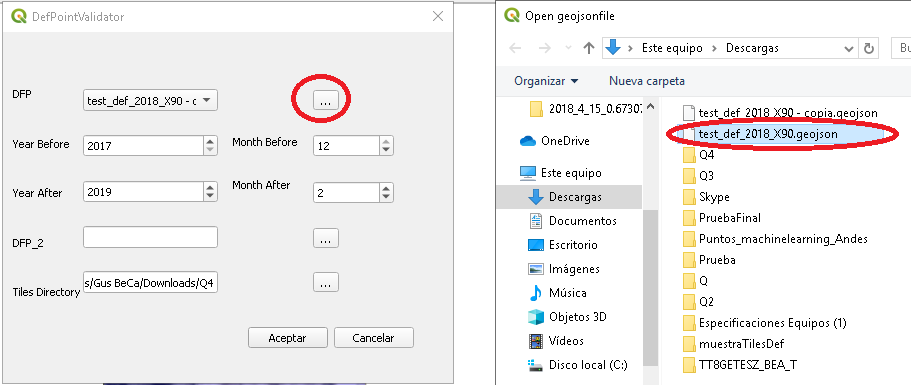 DefPointValidator
DFP
test_def_2018_X90 - c
...
Year Before
2017
Month Before
12
Year After
2019
Month After
2
DFP_2
...
Tiles Directory
s/Gus BeCa/Downloads/Q4
...
Aceptar
Cancelar
Open geojsonfile
Este equipo
Descargas
Bu
Organizar
Nueva carpeta
2018_4_15_0.67307
OneDrive
Este equipo
Descargas
Documentos
Escritorio
Imágenes
Música
Objetos 3D
Vídeos
Disco local (C:)
test_def_2018_X90 - copia.geojson
test_def_2018_X90.geojson
Q4
Q3
Skype
PruebaFinal
Puntos_machinelearning_Andes
Prueba
Q
Q2
Especificaciones Equipos (1)
muestraTilesDef
TT8GETESZ_BEA_T